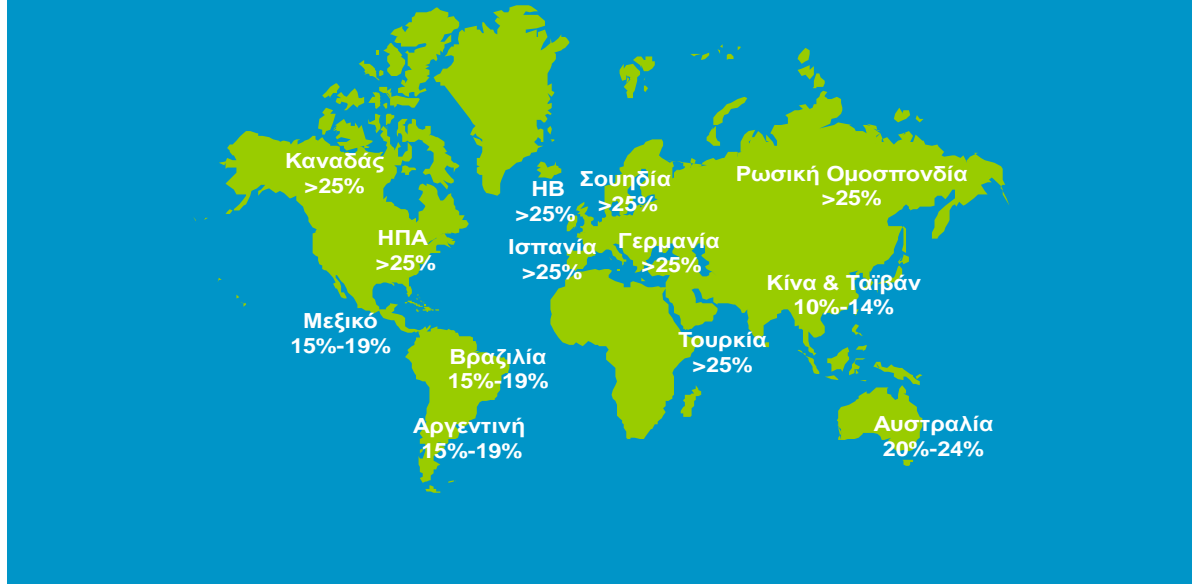 Καναδάς
>25%
ΗΠΑ
>25%
Μεξικό
15%-19%
Βραζιλία
15%-19%
Αργεντινή
15%-19%
ΗΒ
>25%
Σουηδία
>25%
Ισπανία
>25%
Γερμανία
>25%
Ρωσική Ομοσπονδία
>25%
Κίνα & Ταϊβάν
10%-14%
Τουρκία
>25%
Αυστραλία
20%-24%